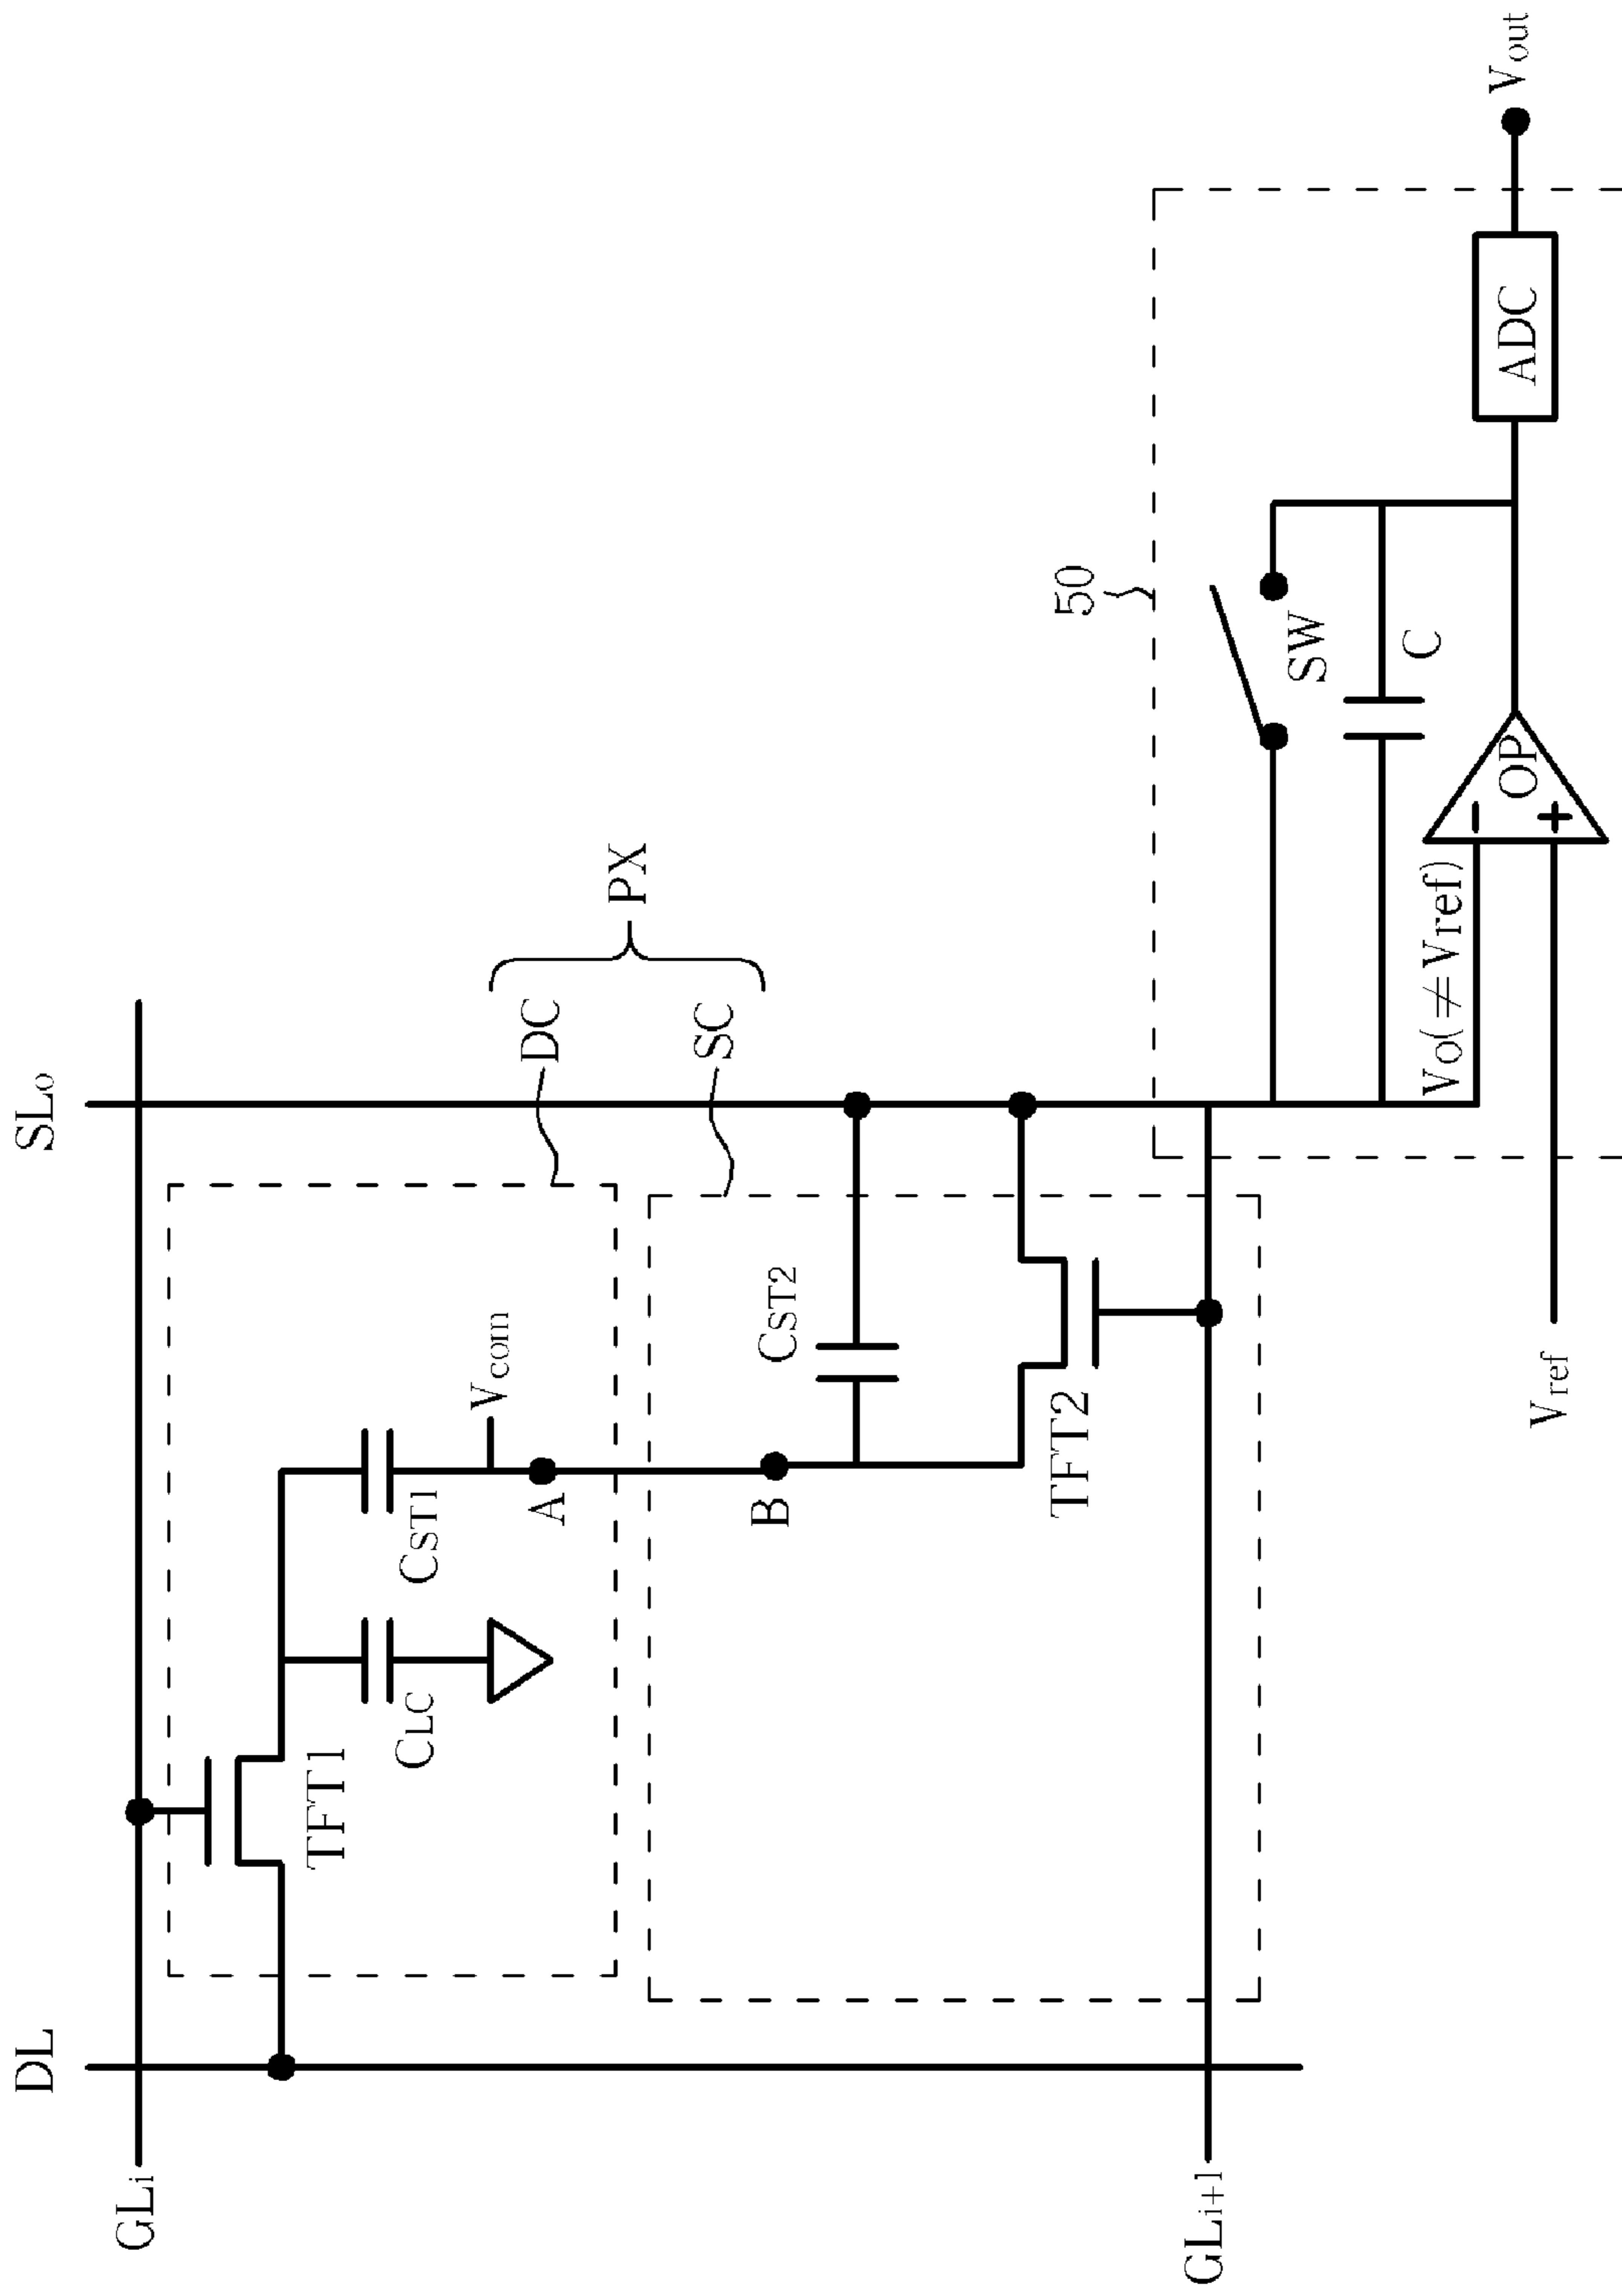 DL
SLo
GLi
TFT1
CLC
CST1
Vcom
A
DC
PX
SC
B
CST2
TFT2
GLi+1
50
SW
C
Vo(≠Vref)
OP
−
+
ADC
Vout
Vref